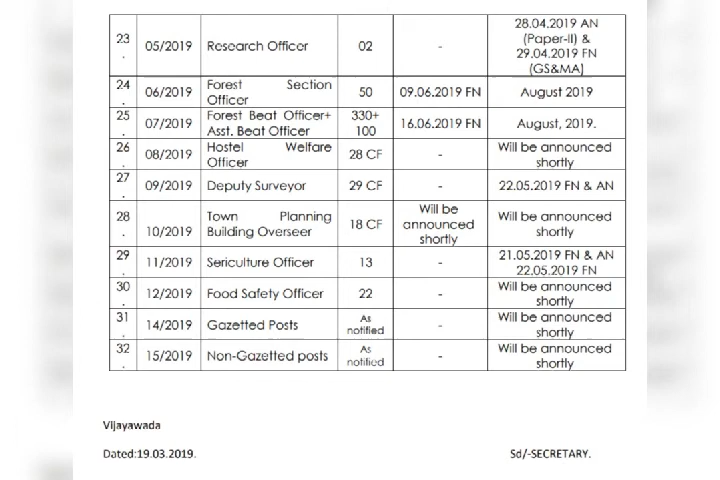 23 . 05/2019 Research Officer 02 - 28.04.2019 AN (Paper-II) & 29.04.2019 FN (GS&MA)
24 . 06/2019 Forest Section Officer 50 09.06.2019 FN August 2019
25 . 07/2019 Forest Beat Officer+ Asst. Beat Officer 330+ 100 16.06.2019 FN August, 2019.
26 . 08/2019 Hostel Welfare Officer 28 CF - Will be announced shortly
27 . 09/2019 Deputy Surveyor 29 CF - 22.05.2019 FN & AN
28 . 10/2019 Town Planning Building Overseer 18 CF Will be announced shortly Will be announced shortly
29 . 11/2019 Sericulture Officer 13 - 21.05.2019 FN & AN 22.05.2019 FN
30 . 12/2019 Food Safety Officer 22 - Will be announced shortly
31 . 14/2019 Gazetted Posts As notified - Will be announced shortly
32 . 15/2019 Non-Gazetted posts As notified - Will be announced shortly
Vijayawada
Dated:19.03.2019. Sd/-SECRETARY.